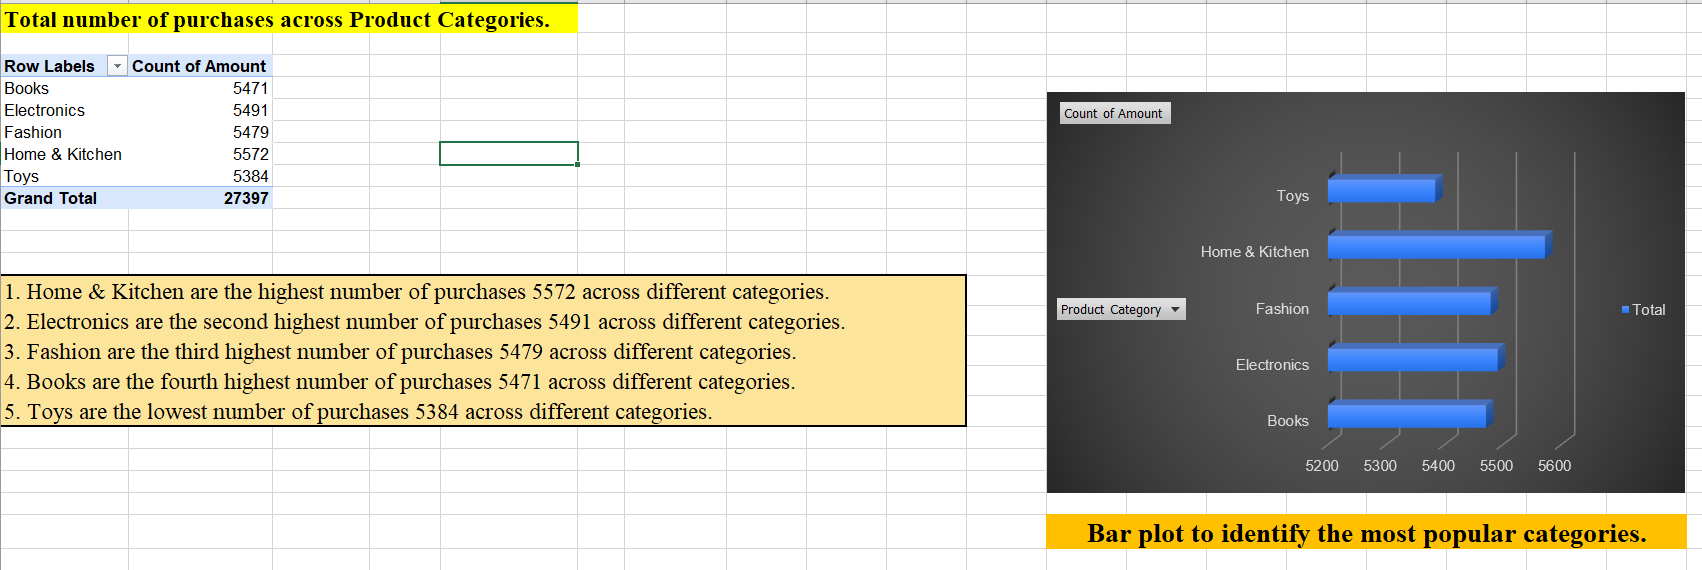 Total number of purchases across Product Categories.
Row Labels Count of Amount
Books 5471
Electronics 5491
Fashion 5479
Home & Kitchen 5572
Toys 5384
Grand Total 27397
1. Home & Kitchen are the highest number of purchases 5572 across different categories.
2. Electronics are the second highest number of purchases 5491 across different categories.
3. Fashion are the third highest number of purchases 5479 across different categories.
4. Books are the fourth highest number of purchases 5471 across different categories.
5. Toys are the lowest number of purchases 5384 across different categories.
Count of Amount
Toys
Home & Kitchen
Product Category
Fashion
Total
Electronics
Books
5200 5300 5400 5500 5600
Bar plot to identify the most popular categories.